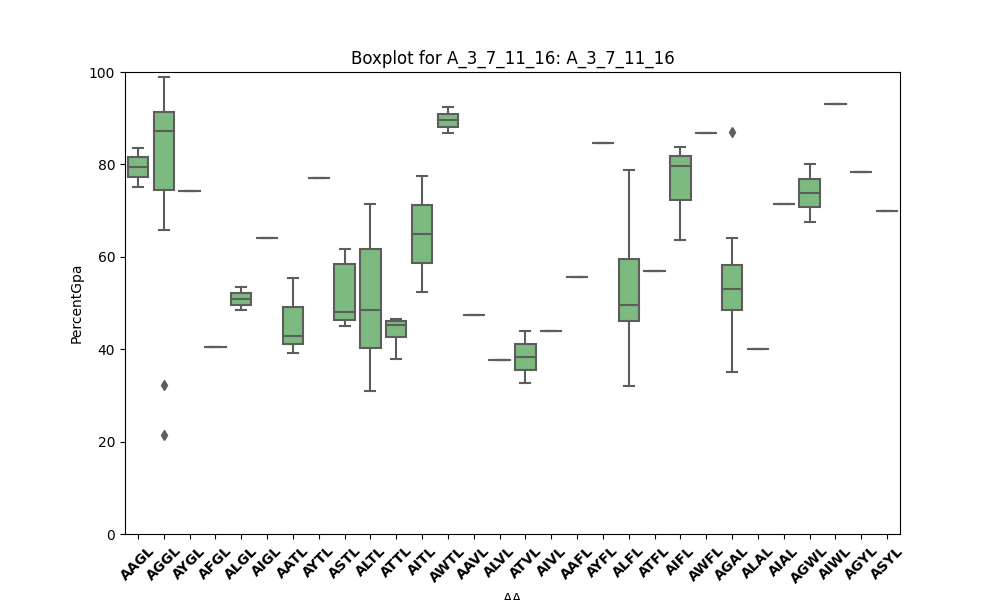 Boxplot for A_3_7_11_16: A_3_7_11_16
100
80
60
40
20
0
PercentGpa
AAGL AGGL AYGL AFGL ALGL AIGL AATL AYTL ASTL ALTL ATTL AITL AWTL AAVL ALVL ATVL AIVL AAFL AYFL ALFL ATFL AIFL AWFL AGAL ALAL AIAL AGWL AIWL AGYL ASYL
AA